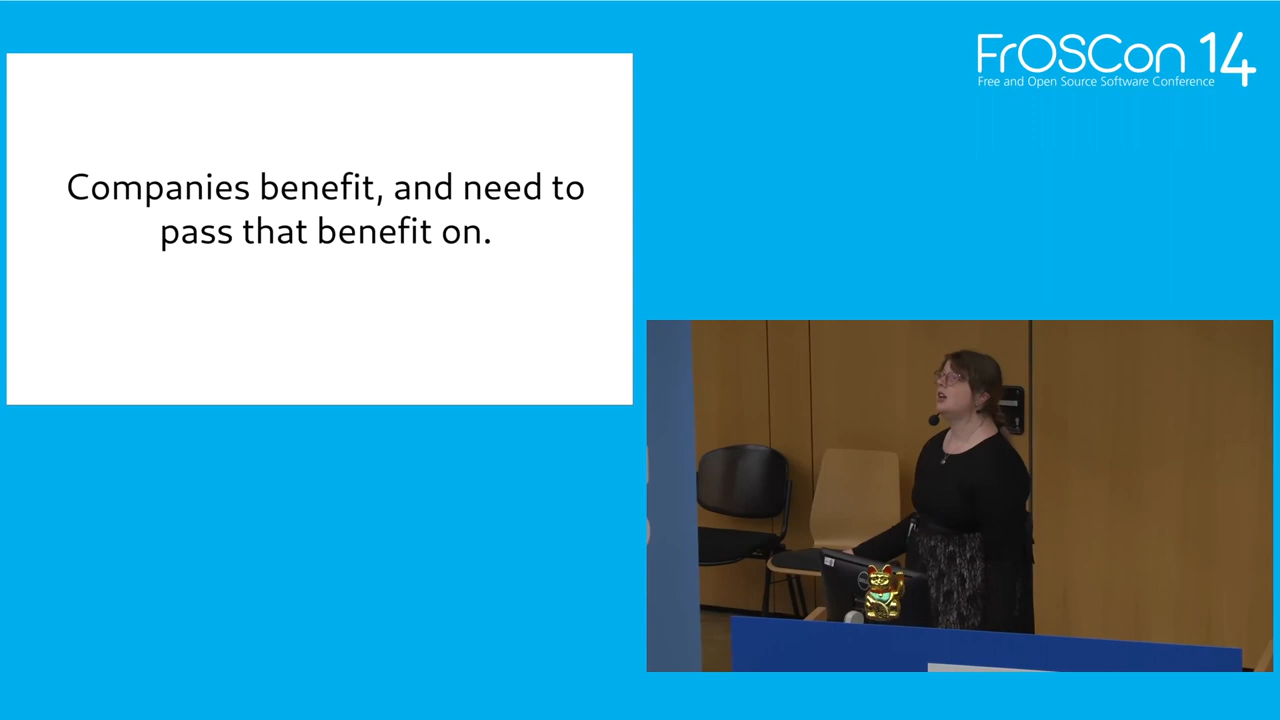 FrOSCon 14
Free and Open Source Software Conference
Companies benefit, and need to
pass that benefit on.